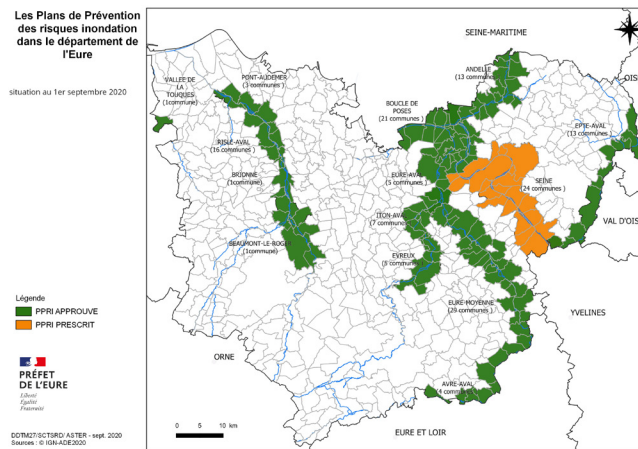 Les Plans de Prévention
des risques inondation
dans le département de
l'Eure
situation au 1er septembre 2020
SEINE-MARITIME
ANDELLE
(13 communes )
OIS
PONT-AUDEMER
(3 communes )
VALLEE DE
LA
TOUQUES
(1commune)
BOUCLE DE
POSES
(21 communes )
EPTE-AVAL
(13 communes )
RISLE-AVAL
(16 communes )
BRIONNE
(1commune)
EURE-AVAL
(5 communes )
SEINE
(24 communes )
ITON-AVAL
(7 communes )
BEAUMONT-LE-ROGER
(1commune)
EVREUX
(5 communes )
VAL D'OIS
EURE-MOYENNE
(29 communes )
YVELINES
ORNE
AVRE-AVAL
(4 communes )
EURE ET LOIR
Légende
PPRI APPROUVE
PPRI PRESCRIT
PRÉFET
DE L'EURE
Liberté
Égalité
Fraternité
0 5 10 km
DDTM27/SCTSRD/ ASTER - sept. 2020
Sources : © IGN-ADE2020